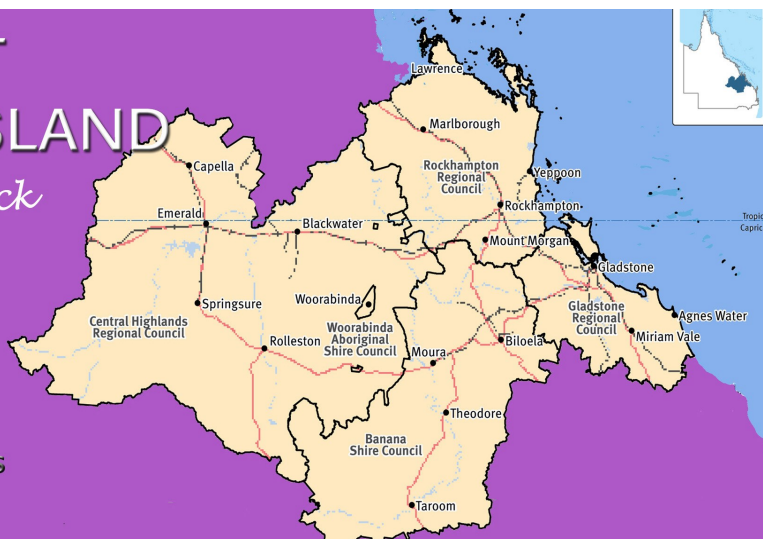 SLAND
ck
Lawrence
Marlborough
Rockhampton
Regional
Council
Yeppoon
Capella
Rockhampton
Emerald
Blackwater
Mount Morgan
Tropic
Capric
Gladstone
Woorabinda
Springsure
Gladstone
Regional
Council
Agnes Water
Central Highlands
Regional Council
Woorabinda
Aboriginal
Shire Council
Miriam Vale
Rolleston
Moura
Biloela
Theodore
Banana
Shire Council
Taroom